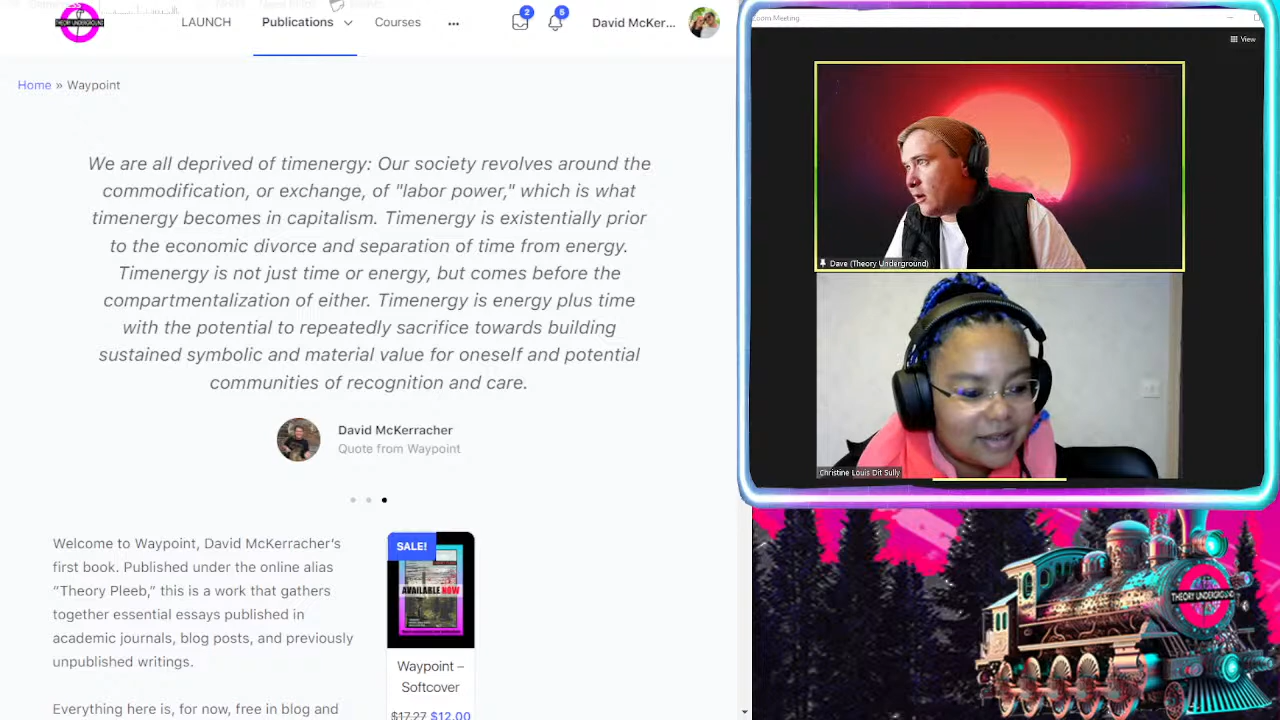 THEORY UNDERGROUND
LAUNCH
Publications
Courses
...
2
5
David McKer...
Home » Waypoint
We are all deprived of timenergy: Our society revolves around the
commodification, or exchange, of "labor power," which is what
timenergy becomes in capitalism. Timenergy is existentially prior
to the economic divorce and separation of time from energy.
Timenergy is not just time or energy, but comes before the
compartmentalization of either. Timenergy is energy plus time
with the potential to repeatedly sacrifice towards building
sustained symbolic and material value for oneself and potential
communities of recognition and care.
David McKerracher
Quote from Waypoint
Welcome to Waypoint, David McKerracher’s
first book. Published under the online alias
“Theory Pleeb,” this is a work that gathers
together essential essays published in
academic journals, blog posts, and previously
unpublished writings.
Everything here is, for now, free in blog and
SALE!
AVAILABLE NOW
Waypoint –
Softcover
$17.27 $12.00
Zoom Meeting
View
Dave (Theory Underground)
Christine Louis Dit Sully
THEORY UNDERGROUND